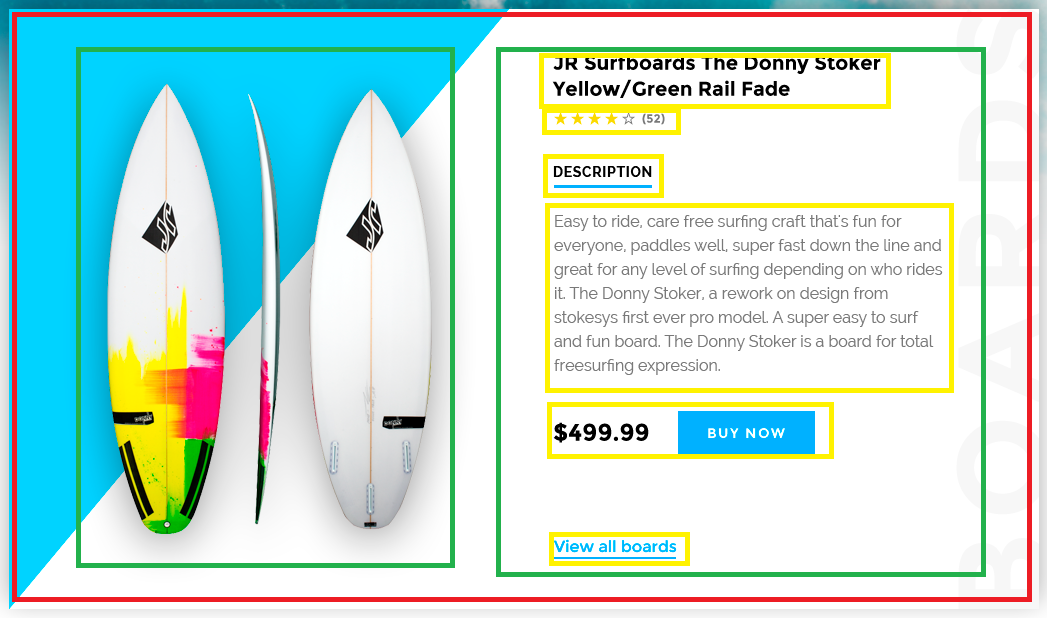 JR Surfboards The Donny Stoker
Yellow/Green Rail Fade
(52)
DESCRIPTION
Easy to ride, care free surfing craft that's fun for
everyone, paddles well, super fast down the line and
great for any level of surfing depending on who rides
it. The Donny Stoker, a rework on design from
stokesys first ever pro model. A super easy to surf
and fun board. The Donny Stoker is a board for total
freesurfing expression.
$499.99
BUY NOW
View all boards
BOARDS
JR
JR